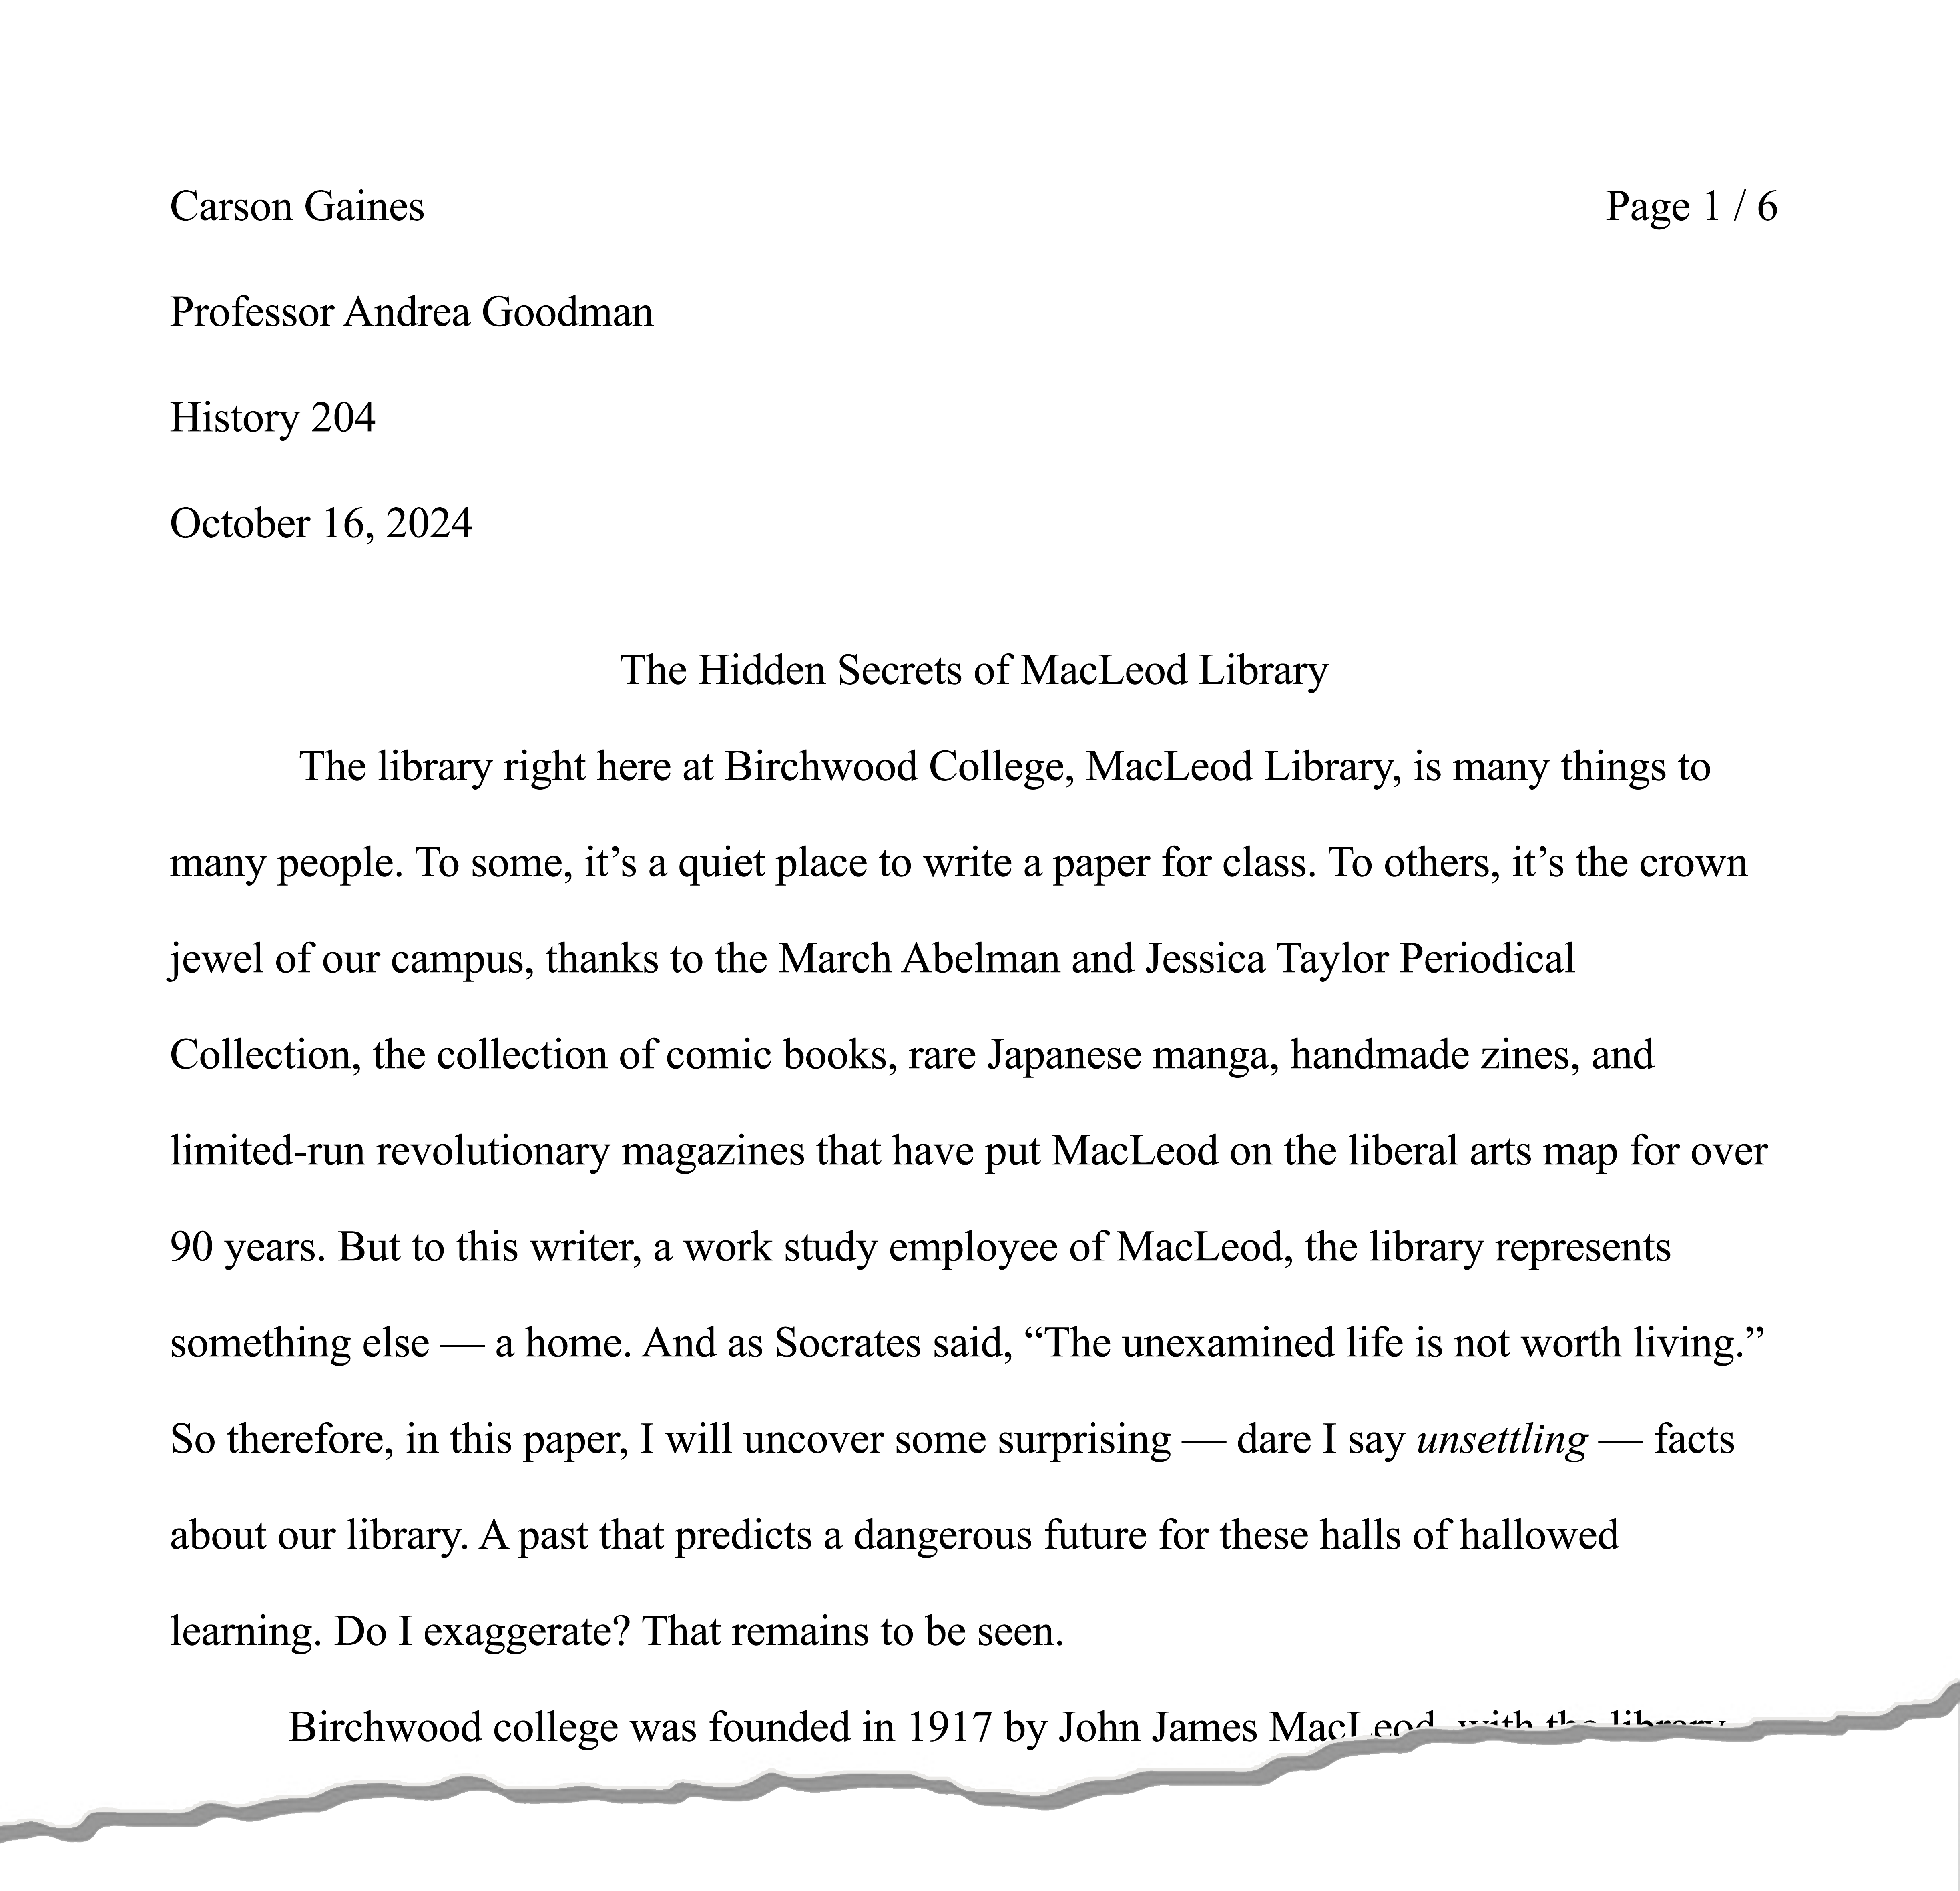 Carson Gaines Page 1 / 6
Professor Andrea Goodman
History 204
October 16, 2024
The Hidden Secrets of MacLeod Library
The library right here at Birchwood College, MacLeod Library, is many things to
many people. To some, it’s a quiet place to write a paper for class. To others, it’s the crown
jewel of our campus, thanks to the March Abelman and Jessica Taylor Periodical
Collection, the collection of comic books, rare Japanese manga, handmade zines, and
limited-run revolutionary magazines that have put MacLeod on the liberal arts map for over
90 years. But to this writer, a work study employee of MacLeod, the library represents
something else — a home. And as Socrates said, “The unexamined life is not worth living.”
So therefore, in this paper, I will uncover some surprising — dare I say unsettling — facts
about our library. A past that predicts a dangerous future for these halls of hallowed
learning. Do I exaggerate? That remains to be seen.
Birchwood college was founded in 1917 by John James MacLeod, with the library